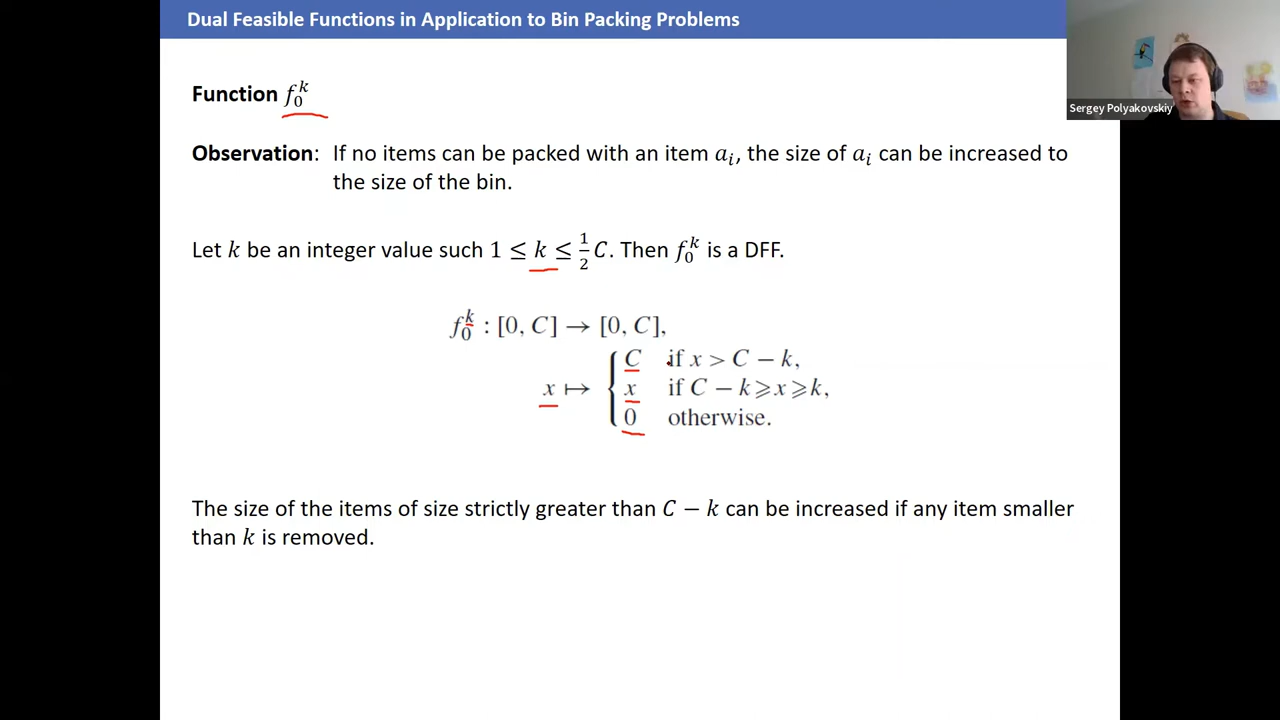 Dual Feasible Functions in Application to Bin Packing Problems
Sergey Polyakovskiy
Function f₀ᵏ
Observation: If no items can be packed with an item aᵢ, the size of aᵢ can be increased to
the size of the bin.
Let k be an integer value such 1 ≤ k ≤ ½C. Then f₀ᵏ is a DFF.
f₀ᵏ : [0, C] → [0, C],
x ↦ { C if x > C − k,
x if C − k ⩾ x ⩾ k,
0 otherwise.
The size of the items of size strictly greater than C − k can be increased if any item smaller
than k is removed.